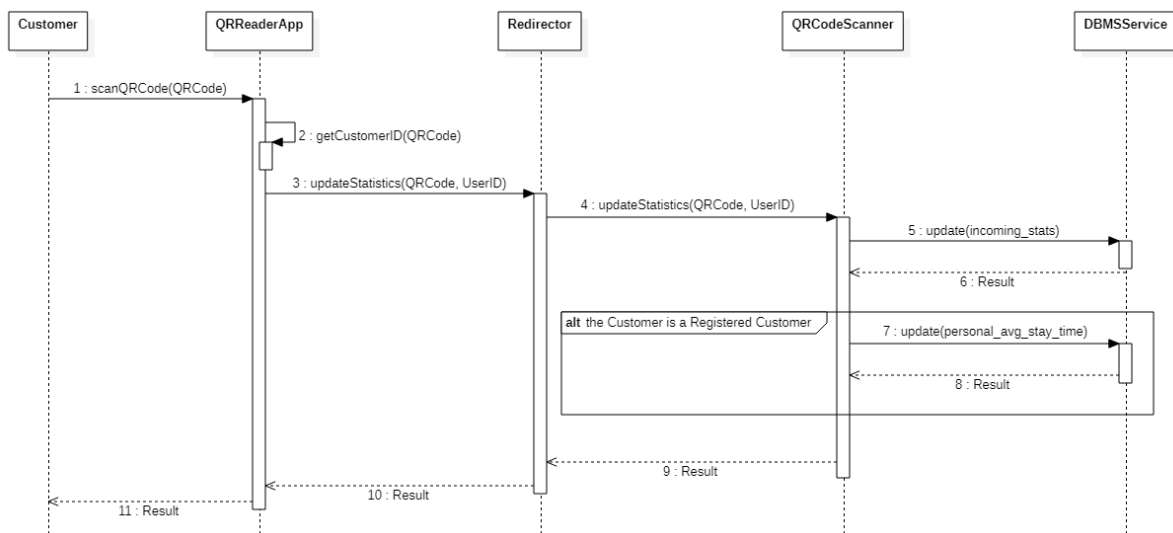 Customer
QRReaderApp
Redirector
QRCodeScanner
DBMSService
1 : scanQRCode(QRCode)
2 : getCustomerID(QRCode)
3 : updateStatistics(QRCode, UserID)
4 : updateStatistics(QRCode, UserID)
5 : update(incoming_stats)
6 : Result
alt the Customer is a Registered Customer
7 : update(personal_avg_stay_time)
8 : Result
9 : Result
10 : Result
11 : Result